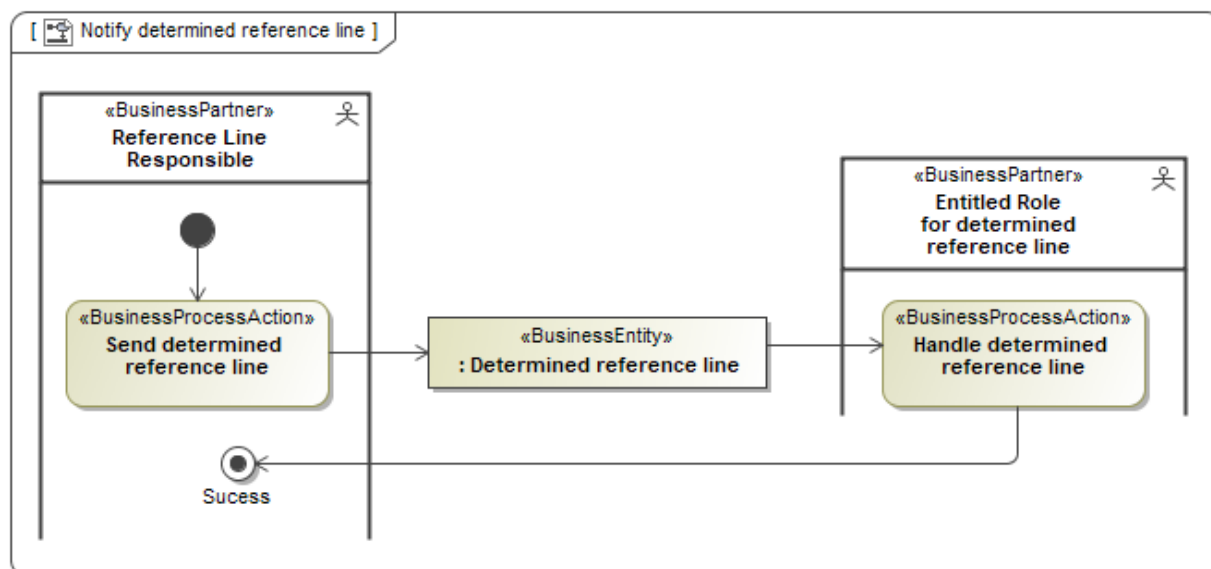 [ Notify determined reference line ]
«BusinessPartner»
Reference Line
Responsible
«BusinessPartner»
Entitled Role
for determined
reference line
«BusinessProcessAction»
Send determined
reference line
«BusinessEntity»
: Determined reference line
«BusinessProcessAction»
Handle determined
reference line
Sucess